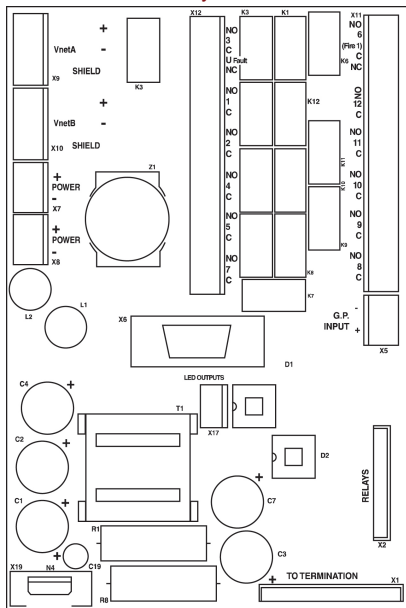 X12
K3
K1
X11
NO
3
C
U Fault
NC
NO
6
(Fire 1)
C
NC
K6
VnetA
+
-
SHIELD
X9
K3
VnetB
+
-
SHIELD
X10
NO
1
C
K12
NO
12
C
NO
2
C
K11
NO
11
C
+
POWER
-
X7
Z1
NO
4
C
K10
NO
10
C
+
POWER
-
X8
NO
5
C
K9
NO
9
C
NO
7
C
K8
NO
8
C
K7
L2
L1
X6
D1
-
G.P.
INPUT
+
X5
LED OUTPUTS
C4
+
T1
X17
C2
+
D2
RELAYS
X2
C1
+
R1
+
C7
X19
N4
+
C19
R8
C3
+
TO TERMINATION
X1